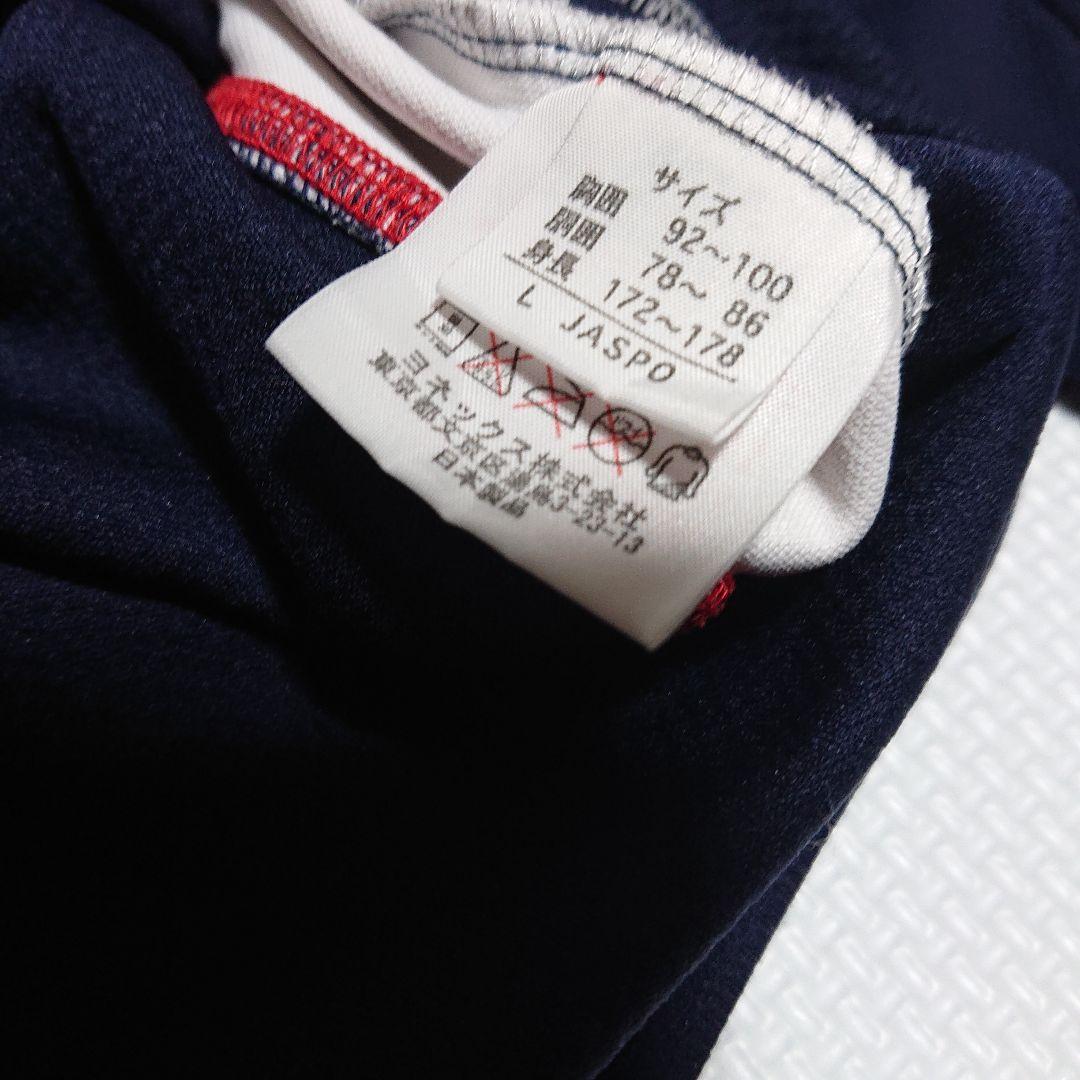 サイズ
胸囲 92～100
胴囲 78～ 86
身長 172～178
L JASPO
ヨネックス株式会社
東京都文京区湯島3-23-13
日本製品